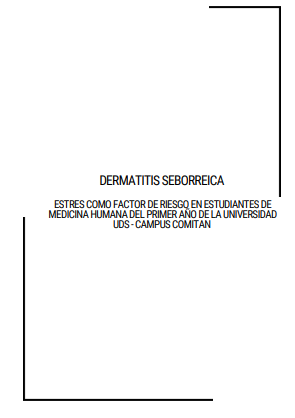 DERMATITIS SEBORREICA
ESTRES COMO FACTOR DE RIESGO EN ESTUDIANTES DE
MEDICINA HUMANA DEL PRIMER AÑO DE LA UNIVERSIDAD
UDS - CAMPUS COMITAN